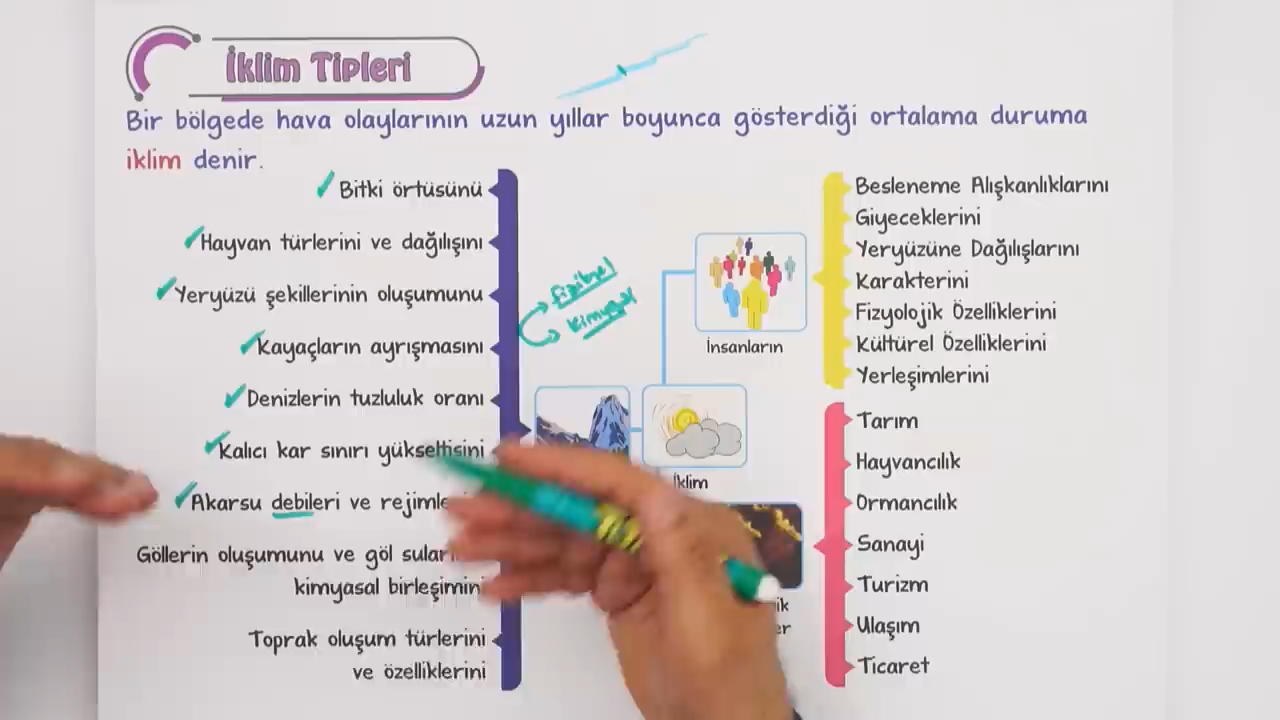 İklim Tipleri
Bir bölgede hava olaylarının uzun yıllar boyunca gösterdiği ortalama duruma
iklim denir.
Bitki örtüsünü
Hayvan türlerini ve dağılışını
Yeryüzü şekillerinin oluşumunu
Kayaçların ayrışmasını
Denizlerin tuzluluk oranı
Kalıcı kar sınırı yükseltisini
Akarsu debileri ve
Göllerin oluşumunu ve göl
kimyasal birleşimini
Toprak oluşum türlerini
ve özelliklerini
Fiziksel
Kimyasal
İnsanların
İklim
Besleneme Alışkanlıklarını
Giyeceklerini
Yeryüzüne Dağılışlarını
Karakterini
Fizyolojik Özelliklerini
Kültürel Özelliklerini
Yerleşimlerini
Tarım
Hayvancılık
Ormancılık
Sanayi
Turizm
Ulaşım
Ticaret